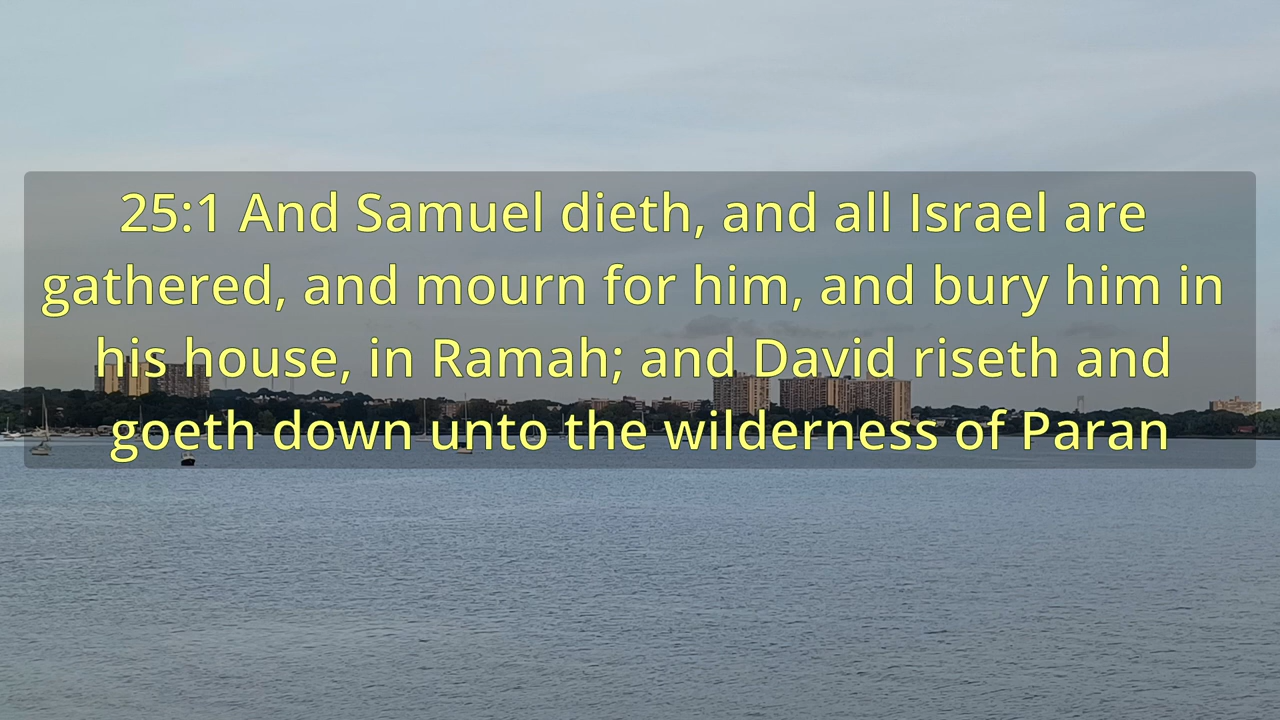 25:1 And Samuel dieth, and all Israel are
gathered, and mourn for him, and bury him in
his house, in Ramah; and David riseth and
goeth down unto the wilderness of Paran